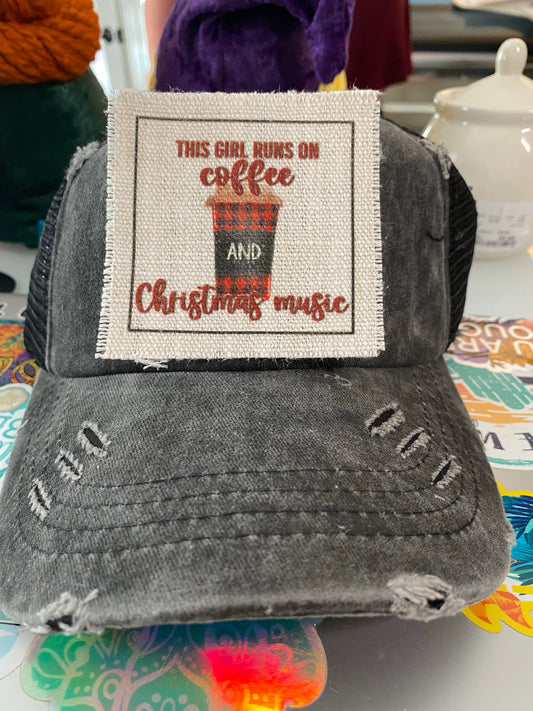 THIS GIRL RUNS ON
coffee
AND
Christmas music